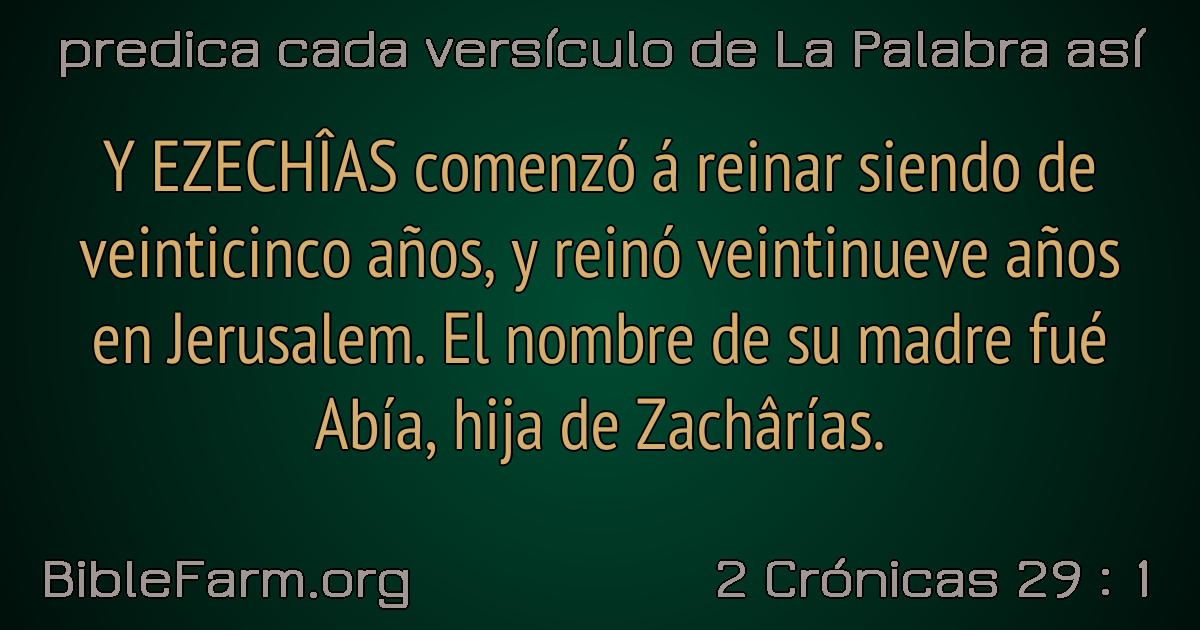 predica cada versículo de La Palabra así
Y EZECHÎAS comenzó á reinar siendo de
veinticinco años, y reinó veintinueve años
en Jerusalem. El nombre de su madre fué
Abía, hija de Zachârías.
BibleFarm.org
2 Crónicas 29 : 1